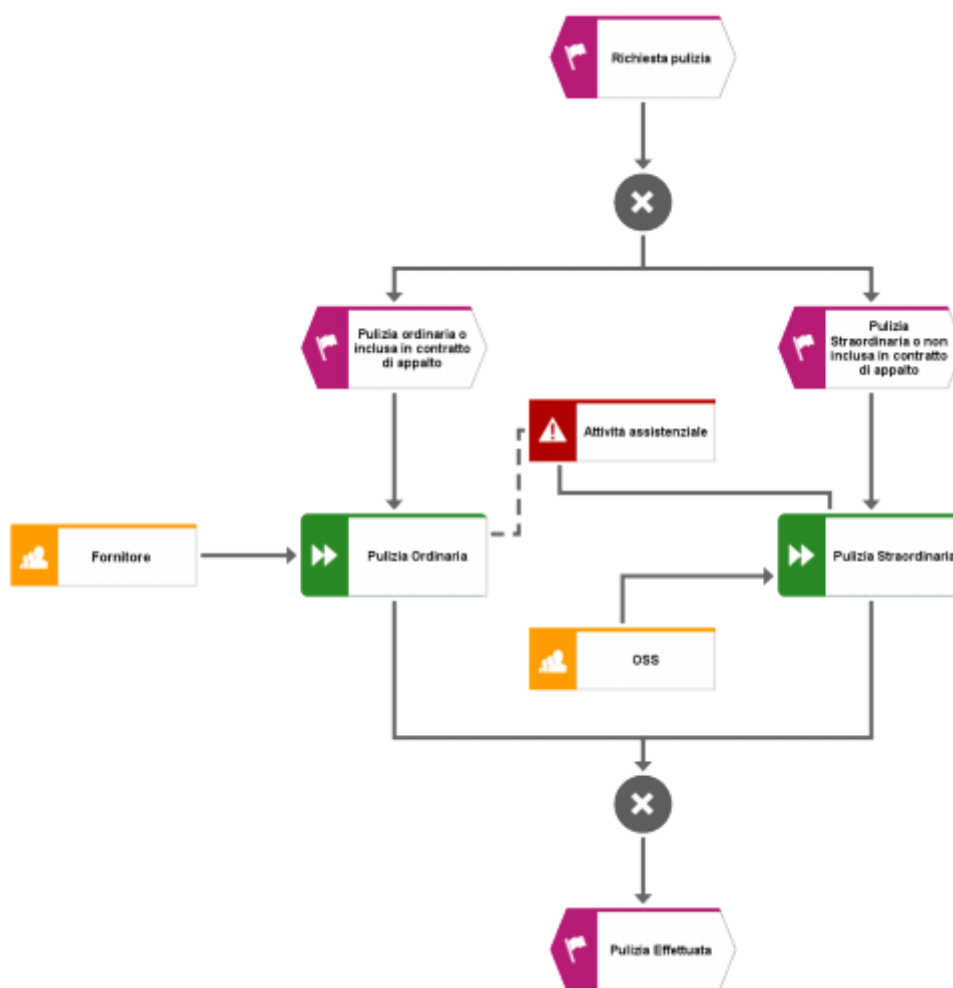 Richiesta pulizia
Pulizia ordinaria o
inclusa in contratto
di appalto
Pulizia
Straordinaria o non
inclusa in contratto
di appalto
Attività assistenziale
Fornitore
Pulizia Ordinaria
Pulizia Straordinaria
OSS
Pulizia Effettuata